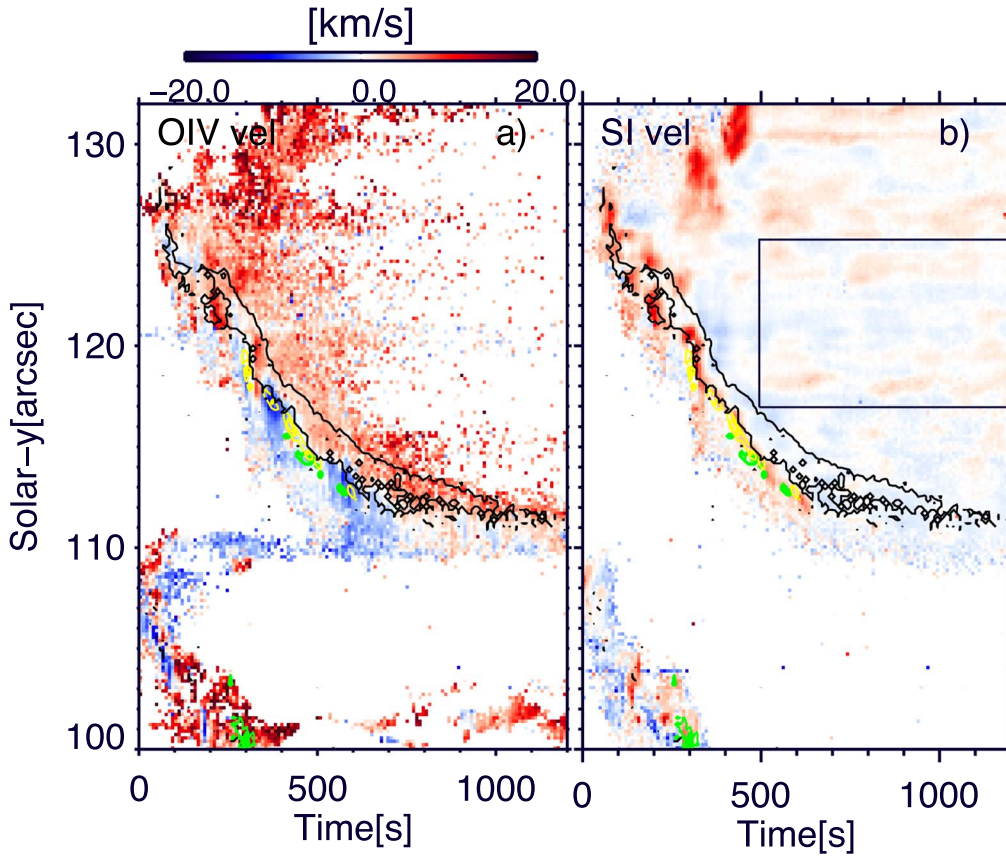 [km/s]
−20.0 0.0 20.0
OIV vel a)
SI vel b)
130
120
110
100
Solar−y[arcsec]
0 500 1000
0 500 1000
Time[s]
Time[s]